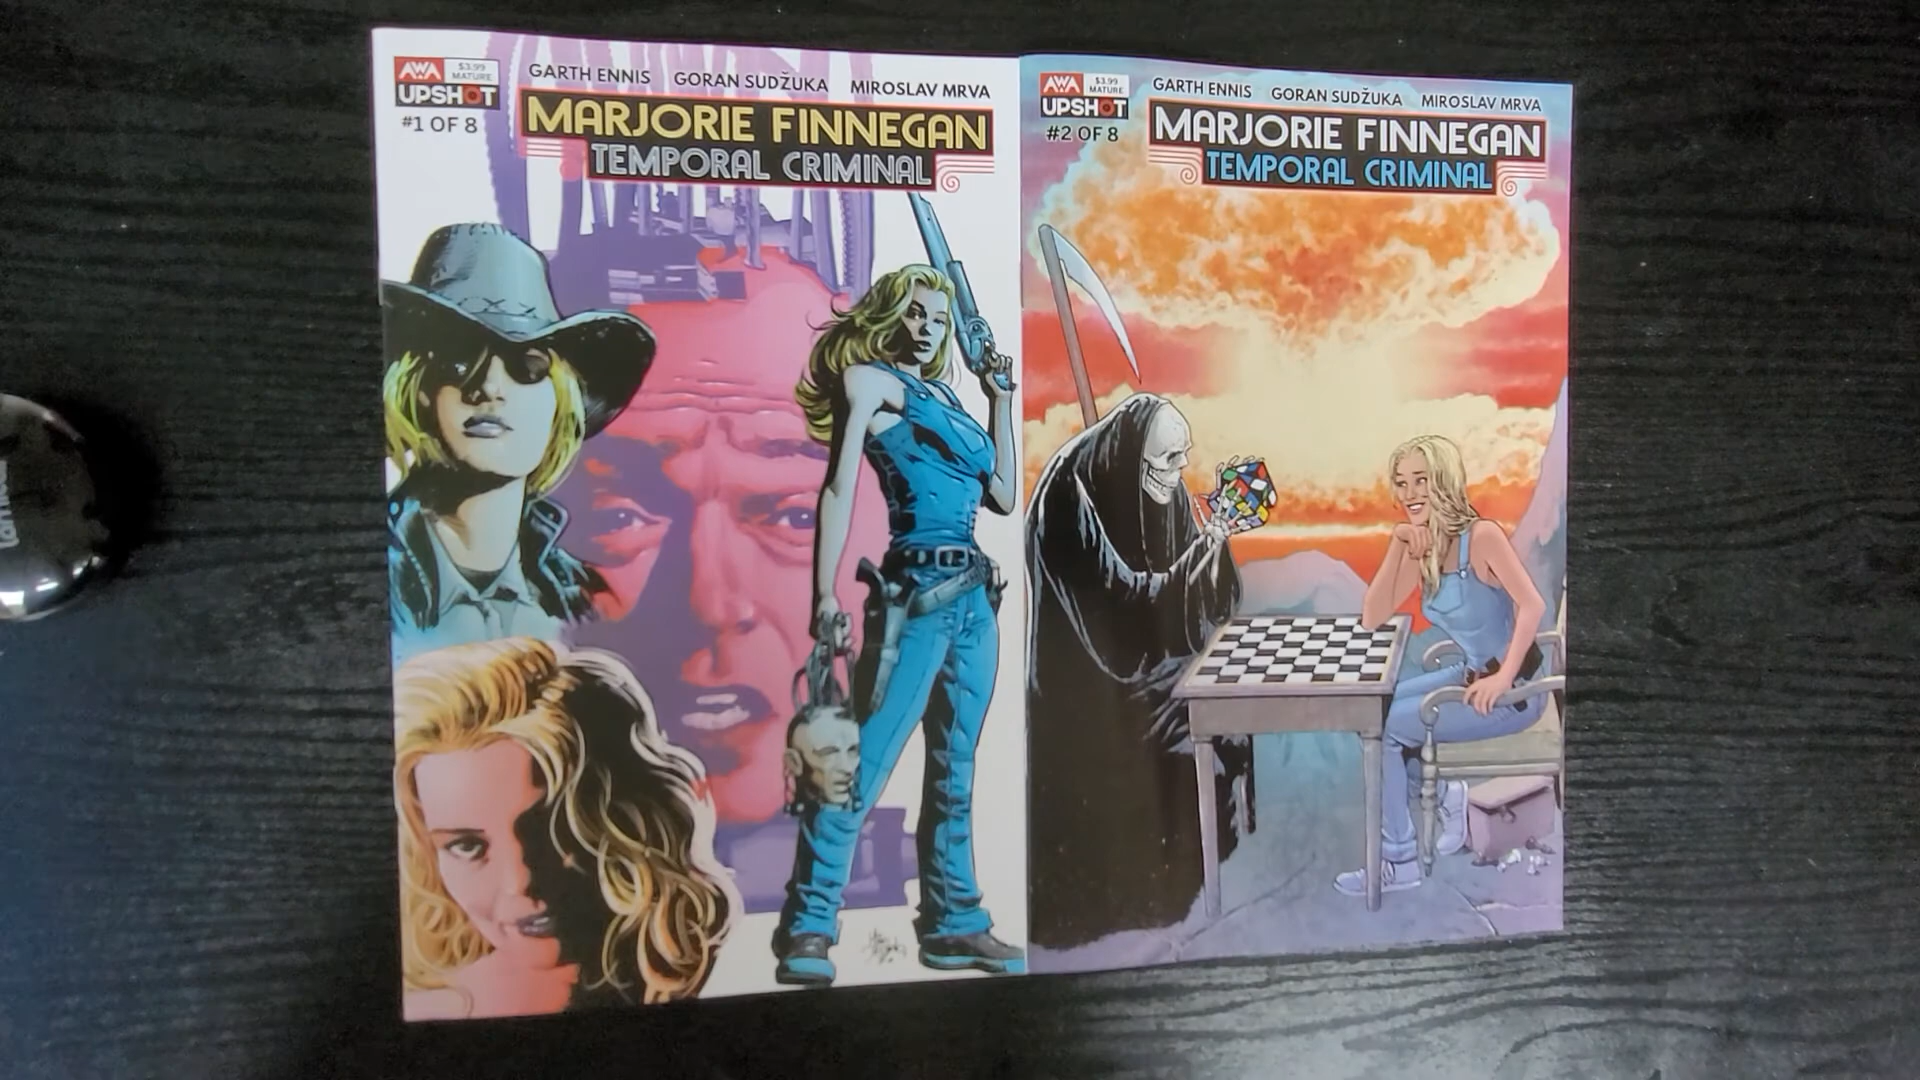 AWA
$3.99
MATURE
UPSHOT
#1 OF 8
GARTH ENNIS GORAN SUDŽUKA MIROSLAV MRVA
MARJORIE FINNEGAN
TEMPORAL CRIMINAL
AWA
$3.99
MATURE
UPSHOT
#2 OF 8
GARTH ENNIS GORAN SUDŽUKA MIROSLAV MRVA
MARJORIE FINNEGAN
TEMPORAL CRIMINAL